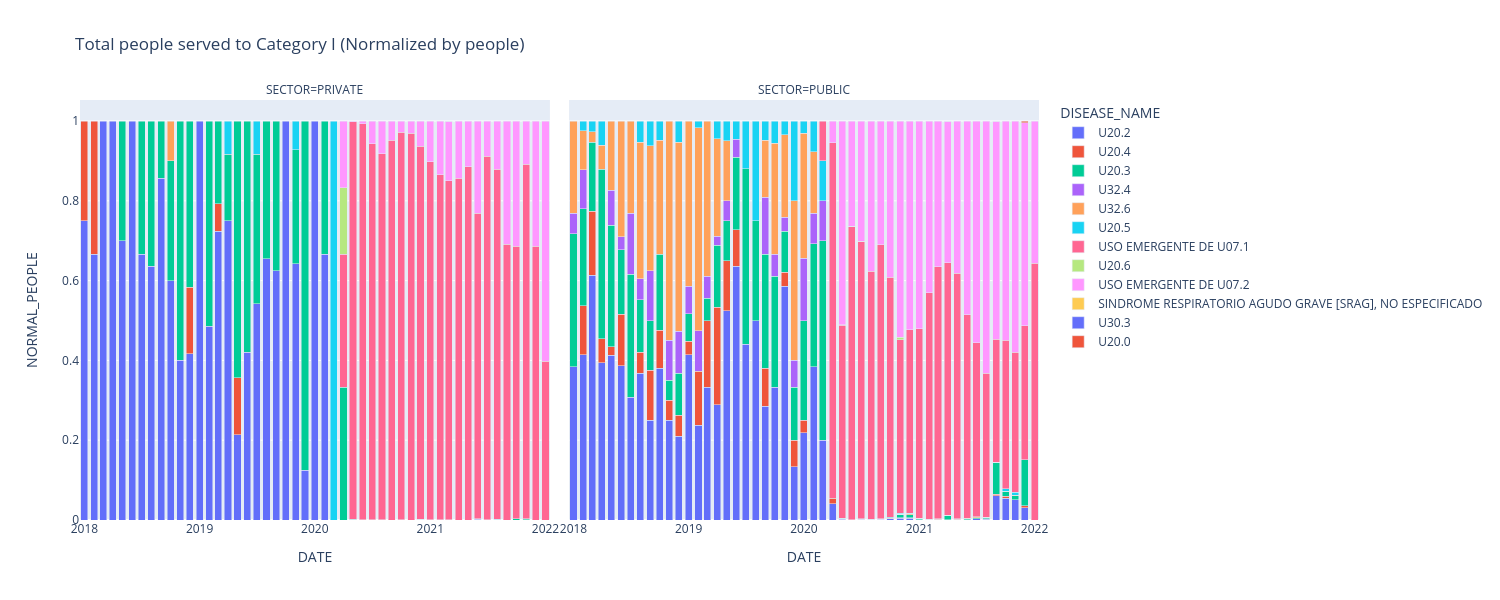 Total people served to Category I (Normalized by people)
SECTOR=PRIVATE
SECTOR=PUBLIC
NORMAL_PEOPLE
1
0.8
0.6
0.4
0.2
0
2018
2019
2020
2021
2022
2018
2019
2020
2021
2022
DATE
DATE
DISEASE_NAME
U20.2
U20.4
U20.3
U32.4
U32.6
U20.5
USO EMERGENTE DE U07.1
U20.6
USO EMERGENTE DE U07.2
SINDROME RESPIRATORIO AGUDO GRAVE [SRAG], NO ESPECIFICADO
U30.3
U20.0